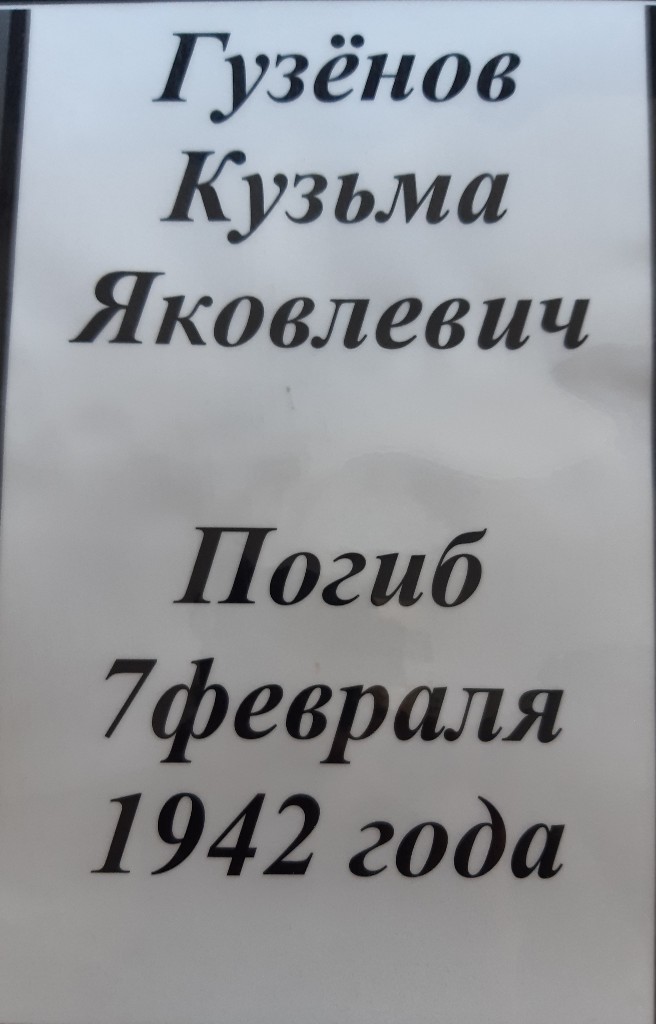 Гузёнов
Кузьма
Яковлевич
Погиб
7февраля
1942 года